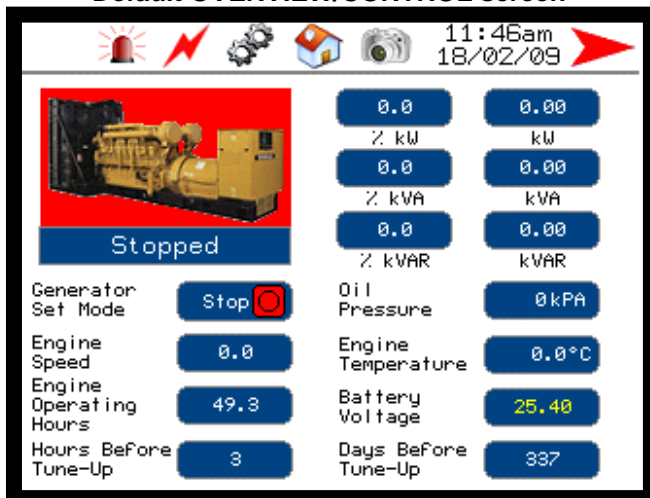 Default OVERVIEW/CONTROL screen
11:46am
18/02/09
0.0
0.00
% kW
kW
0.0
0.00
% kVA
kVA
0.0
0.00
% kVAR
kVAR
Stopped
Generator
Set Mode
Stop
Oil
Pressure
0kPA
Engine
Speed
0.0
Engine
Temperature
0.0°C
Engine
Operating
Hours
49.3
Battery
Voltage
25.40
Hours Before
Tune-Up
3
Days Before
Tune-Up
337